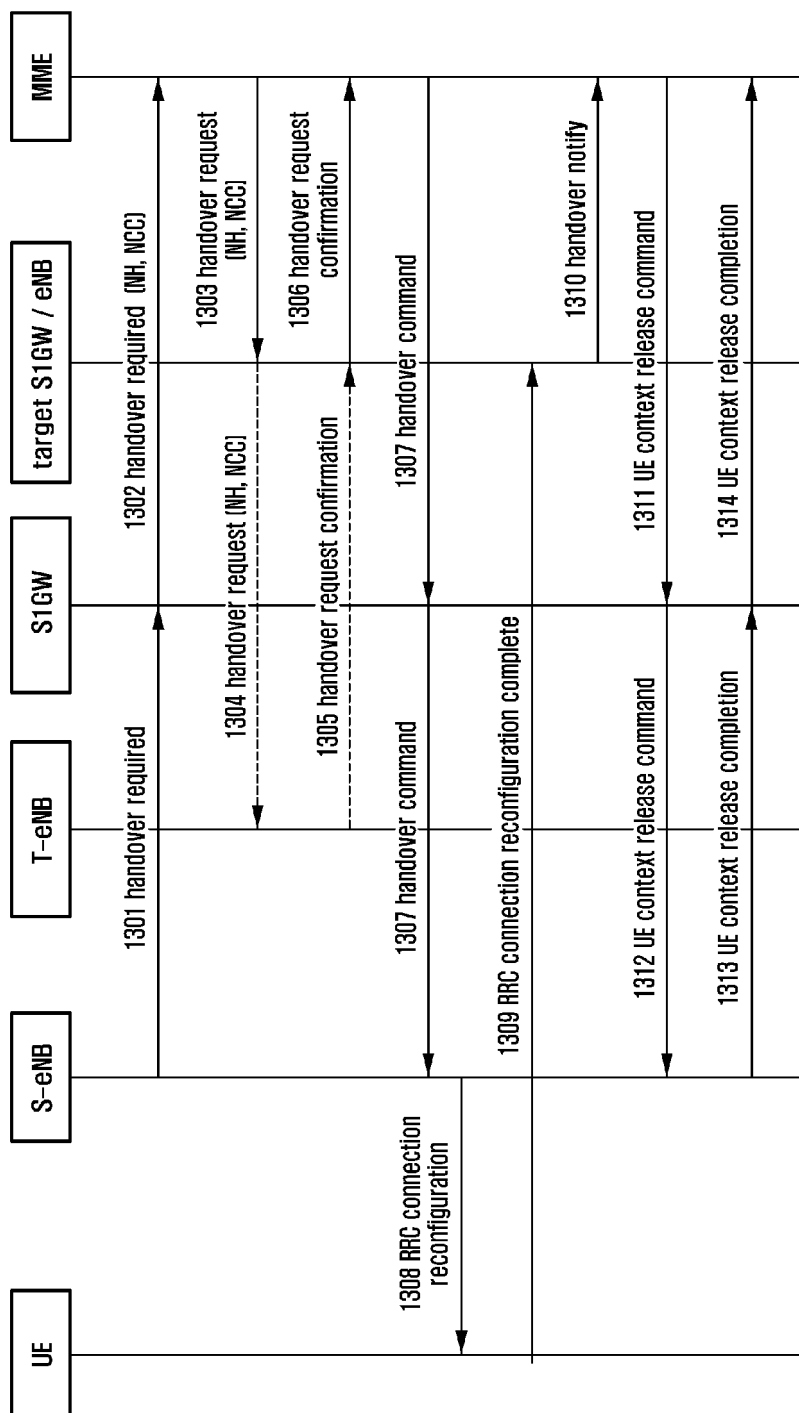 UE
S-eNB
T-eNB
S1GW
target S1GW / eNB
MME
1301 handover required
1302 handover required (NH, NCC)
1303 handover request
(NH, NCC)
1304 handover request (NH, NCC)
1305 handover request confirmation
1306 handover request
confirmation
1307 handover command
1307 handover command
1308 RRC connection
reconfiguration
1309 RRC connection reconfiguration complete
1310 handover notify
1311 UE context release command
1312 UE context release command
1313 UE context release completion
1314 UE context release completion